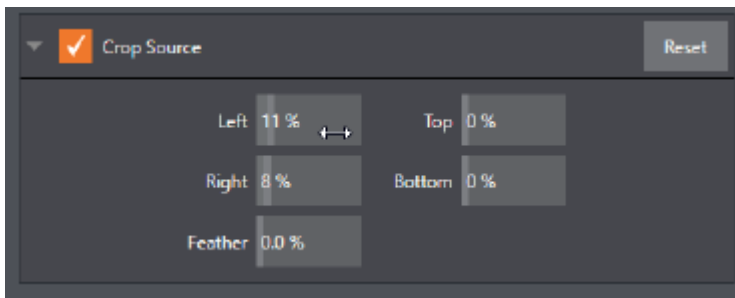 Crop Source Reset
Left 11 % Top 0 %
Right 8 % Bottom 0 %
Feather 0.0 %